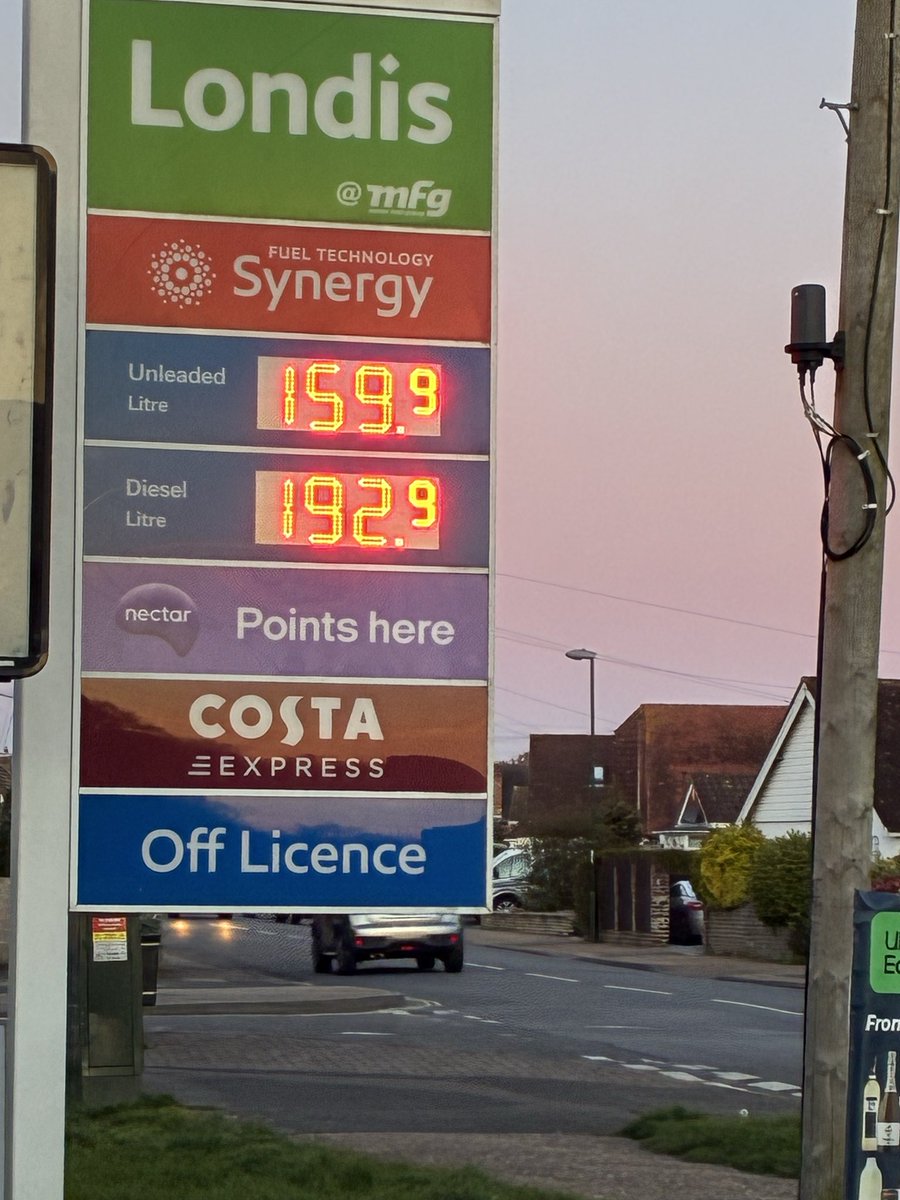 Londis
@ mfg
FUEL TECHNOLOGY
Synergy
Unleaded
Litre
159.9
Diesel
Litre
192.9
nectar
Points here
COSTA
EXPRESS
Off Licence
From